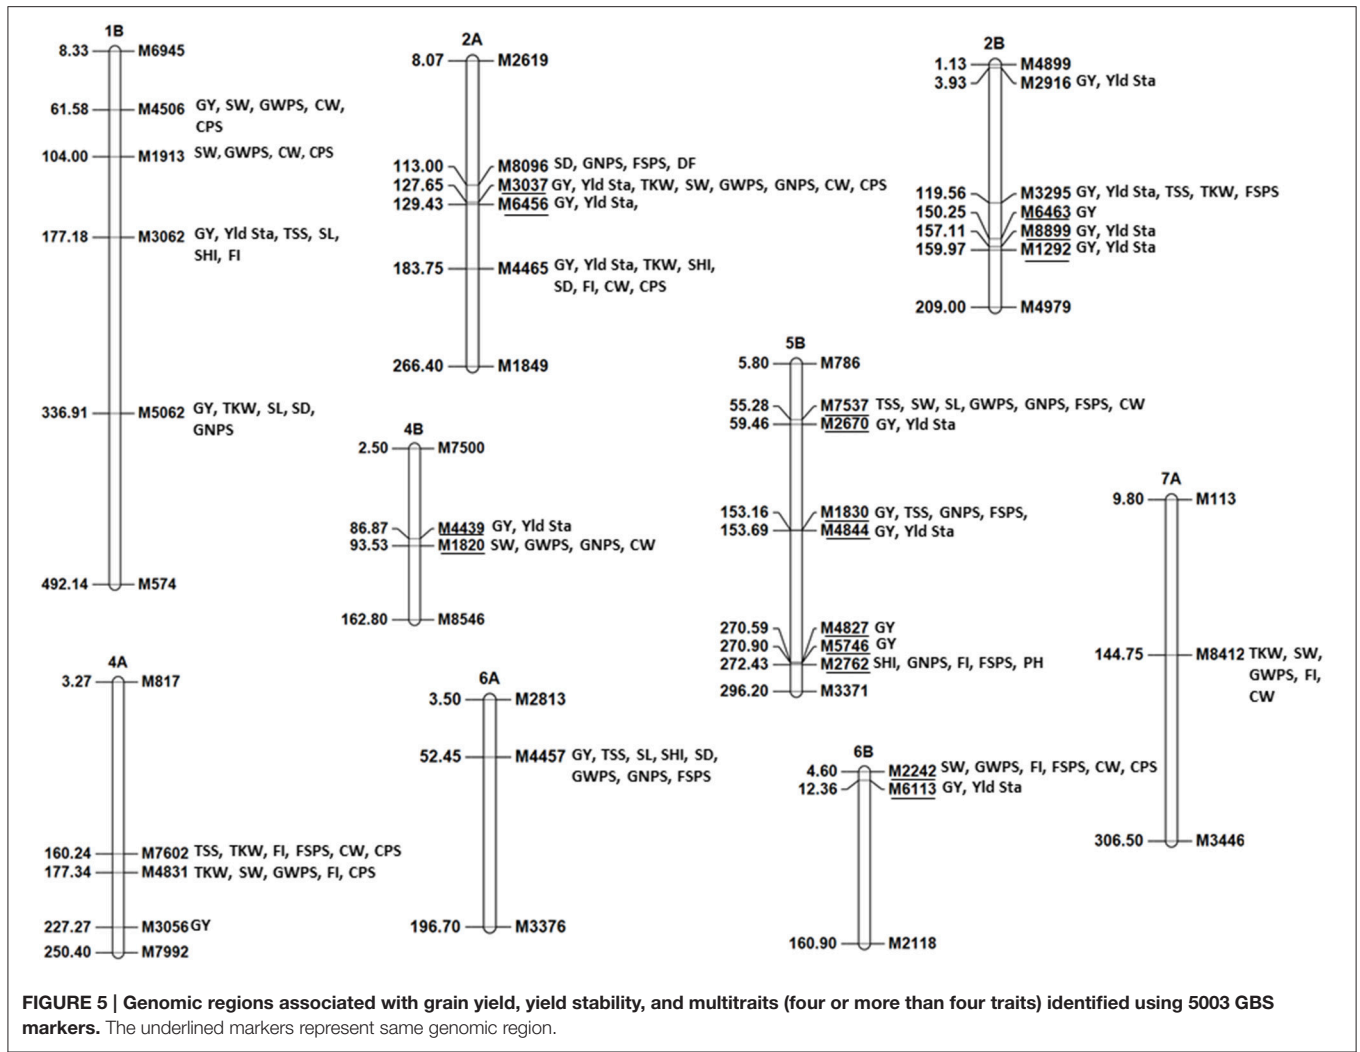 1B
8.33 M6945
61.58 M4506 GY, SW, GWPS, CW,
CPS
104.00 M1913 SW, GWPS, CW, CPS
177.18 M3062 GY, Yld Sta, TSS, SL,
SHI, FI
336.91 M5062 GY, TKW, SL, SD,
GNPS
492.14 M574
2A
8.07 M2619
113.00 M8096 SD, GNPS, FSPS, DF
127.65 M3037 GY, Yld Sta, TKW, SW, GWPS, GNPS, CW, CPS
129.43 M6456 GY, Yld Sta,
183.75 M4465 GY, Yld Sta, TKW, SHI,
SD, FI, CW, CPS
266.40 M1849
2B
1.13 M4899
3.93 M2916 GY, Yld Sta
119.56 M3295 GY, Yld Sta, TSS, TKW, FSPS
150.25 M6463 GY
157.11 M8899 GY, Yld Sta
159.97 M1292 GY, Yld Sta
209.00 M4979
4B
2.50 M7500
86.87 M4439 GY, Yld Sta
93.53 M1820 SW, GWPS, GNPS, CW
162.80 M8546
5B
5.80 M786
55.28 M7537 TSS, SW, SL, GWPS, GNPS, FSPS, CW
59.46 M2670 GY, Yld Sta
153.16 M1830 GY, TSS, GNPS, FSPS,
153.69 M4844 GY, Yld Sta
270.59 M4827 GY
270.90 M5746 GY
272.43 M2762 SHI, GNPS, FI, FSPS, PH
296.20 M3371
7A
9.80 M113
144.75 M8412 TKW, SW,
GWPS, FI,
CW
306.50 M3446
4A
3.27 M817
160.24 M7602 TSS, TKW, FI, FSPS, CW, CPS
177.34 M4831 TKW, SW, GWPS, FI, CPS
227.27 M3056 GY
250.40 M7992
6A
3.50 M2813
52.45 M4457 GY, TSS, SL, SHI, SD,
GWPS, GNPS, FSPS
196.70 M3376
6B
4.60 M2242 SW, GWPS, FI, FSPS, CW, CPS
12.36 M6113 GY, Yld Sta
160.90 M2118
FIGURE 5 | Genomic regions associated with grain yield, yield stability, and multitraits (four or more than four traits) identified using 5003 GBS
markers. The underlined markers represent same genomic region.